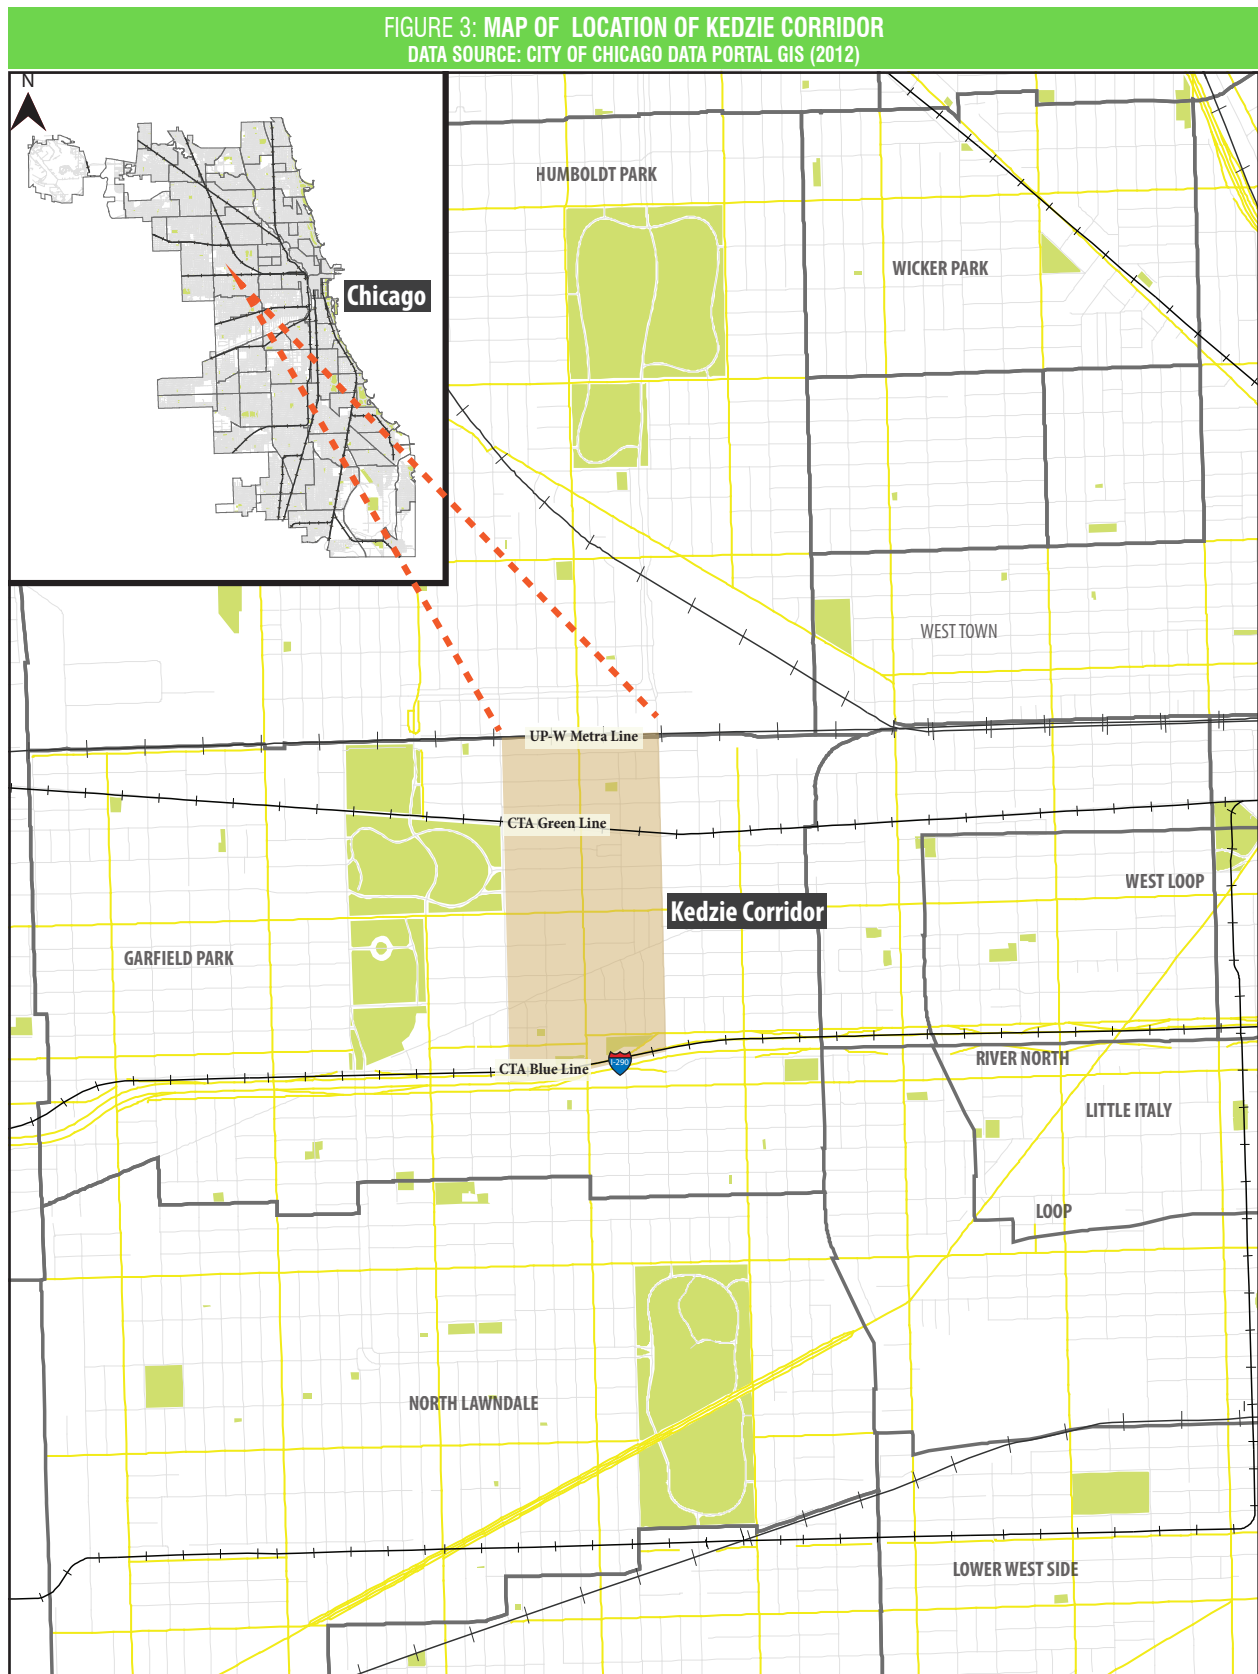 FIGURE 3: MAP OF LOCATION OF KEDZIE CORRIDOR
DATA SOURCE: CITY OF CHICAGO DATA PORTAL GIS (2012)
N
HUMBOLDT PARK
WICKER PARK
Chicago
WEST TOWN
UP-W Metra Line
CTA Green Line
WEST LOOP
Kedzie Corridor
GARFIELD PARK
RIVER NORTH
CTA Blue Line
I-290
LITTLE ITALY
LOOP
NORTH LAWNDALE
LOWER WEST SIDE